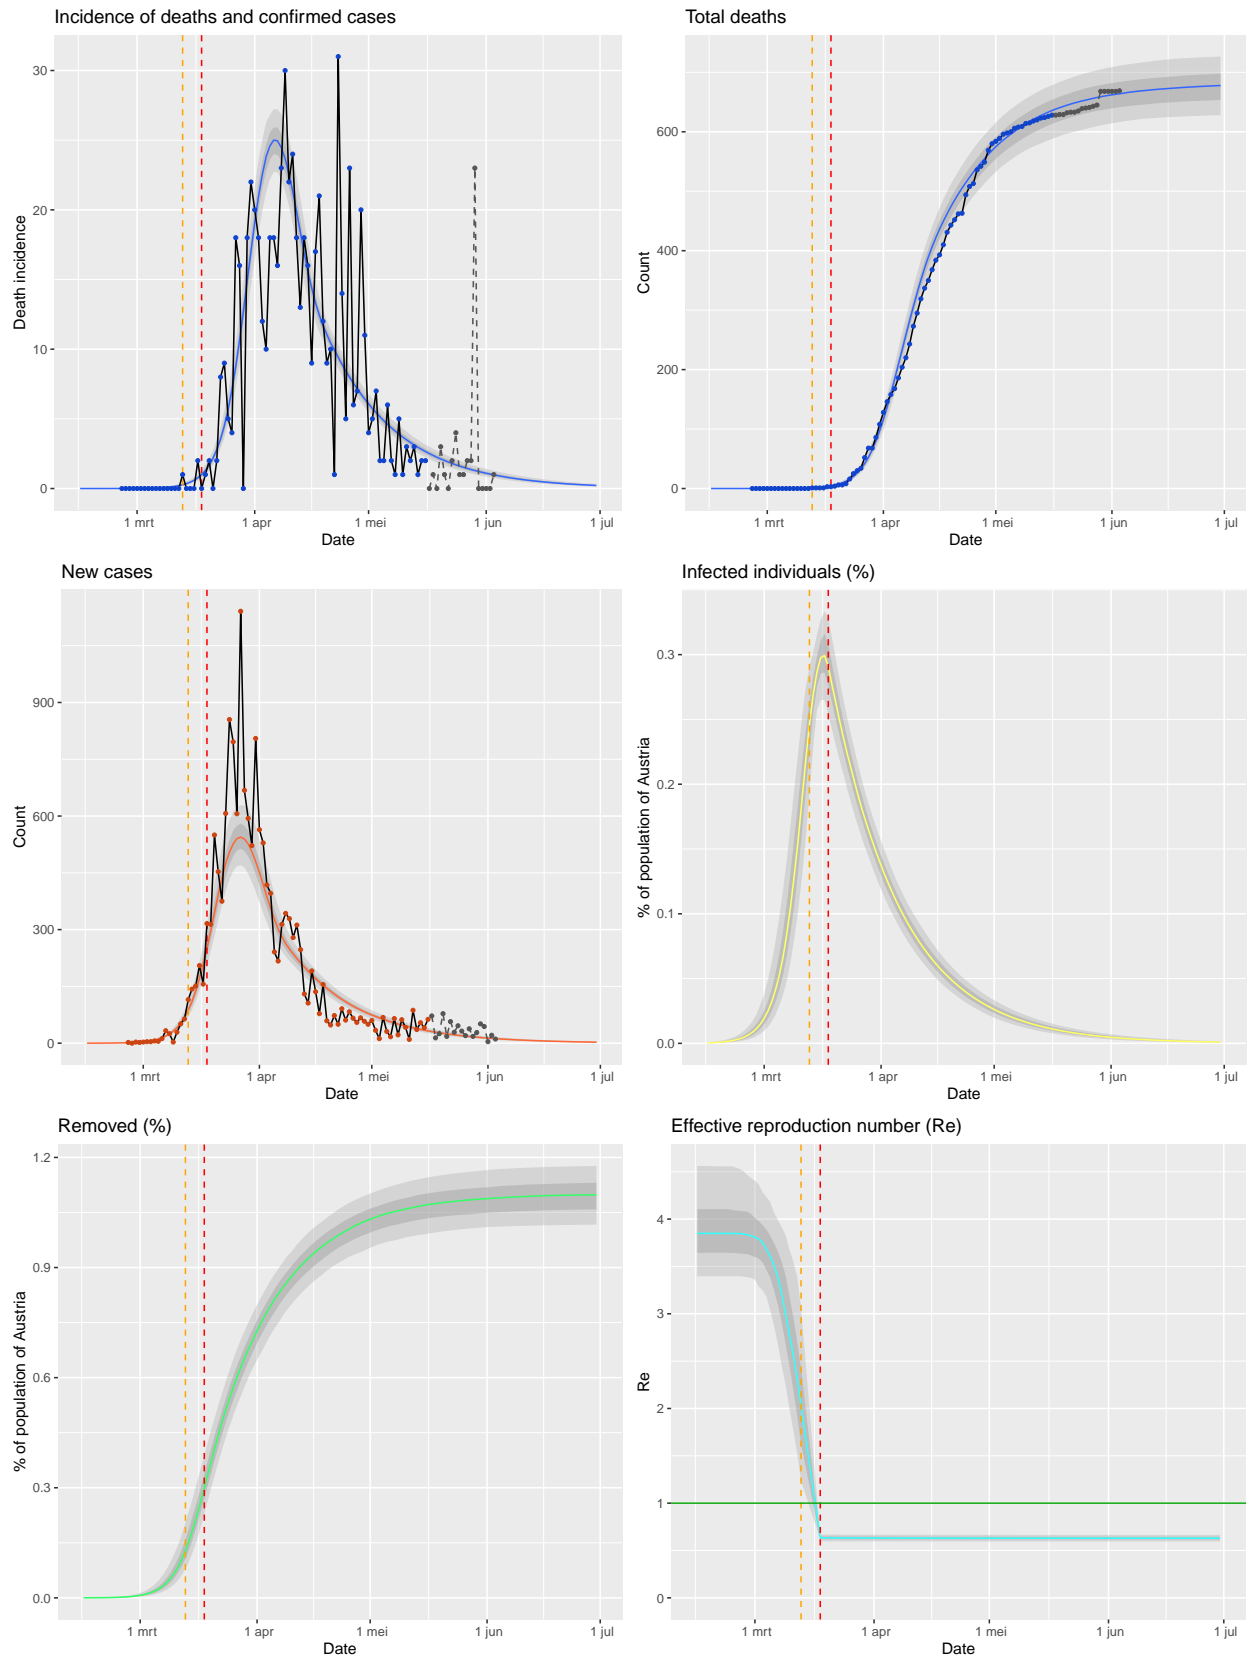 Incidence of deaths and confirmed cases
30
20
10
0
Death incidence
1 mrt
1 apr
1 mei
1 jun
1 jul
Date
Total deaths
600
400
200
0
Count
1 mrt
1 apr
1 mei
1 jun
1 jul
Date
New cases
900
600
300
0
Count
1 mrt
1 apr
1 mei
1 jun
1 jul
Date
Infected individuals (%)
0.3
0.2
0.1
0.0
% of population of Austria
1 mrt
1 apr
1 mei
1 jun
1 jul
Date
Removed (%)
1.2
0.9
0.6
0.3
0.0
% of population of Austria
1 mrt
1 apr
1 mei
1 jun
1 jul
Date
Effective reproduction number (Re)
4
3
2
1
0
Re
1 mrt
1 apr
1 mei
1 jun
1 jul
Date